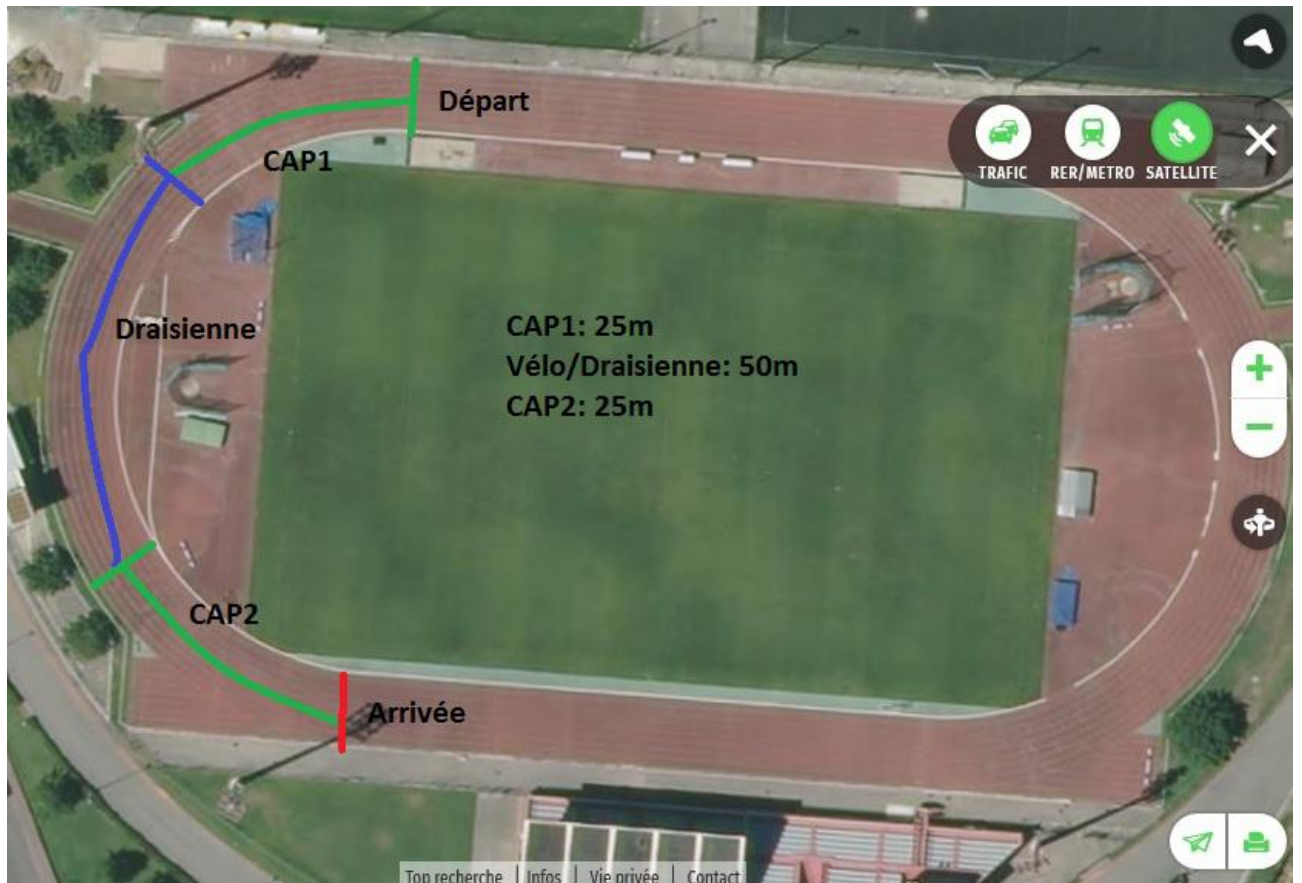 Départ
CAP1
TRAFIC
RER/METRO
SATELLITE
Draisienne
CAP1: 25m
Vélo/Draisienne: 50m
CAP2: 25m
CAP2
Arrivée
Top recherche | Infos | Vie privée | Contact